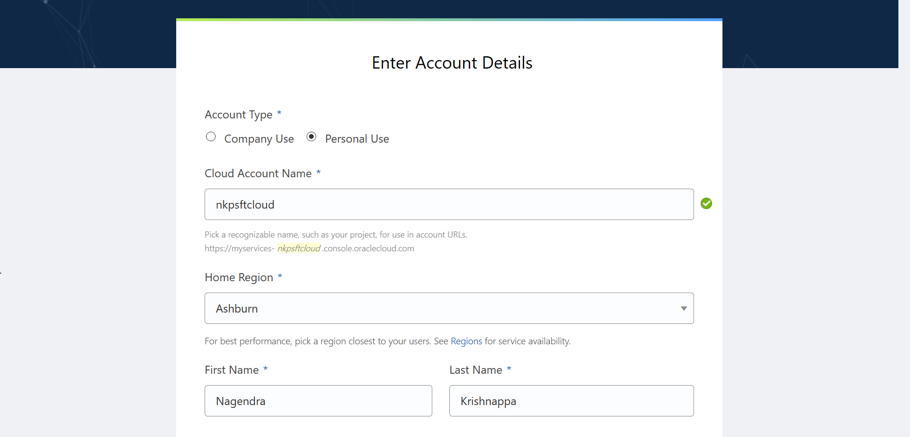 Enter Account Details
Account Type *
Company Use Personal Use
Cloud Account Name *
nkpsftcloud
Pick a recognizable name, such as your project, for use in account URLs.
https://myservices- nkpsftcloud .console.oraclecloud.com
Home Region *
Ashburn
For best performance, pick a region closest to your users. See Regions for service availability.
First Name * Last Name *
Nagendra Krishnappa